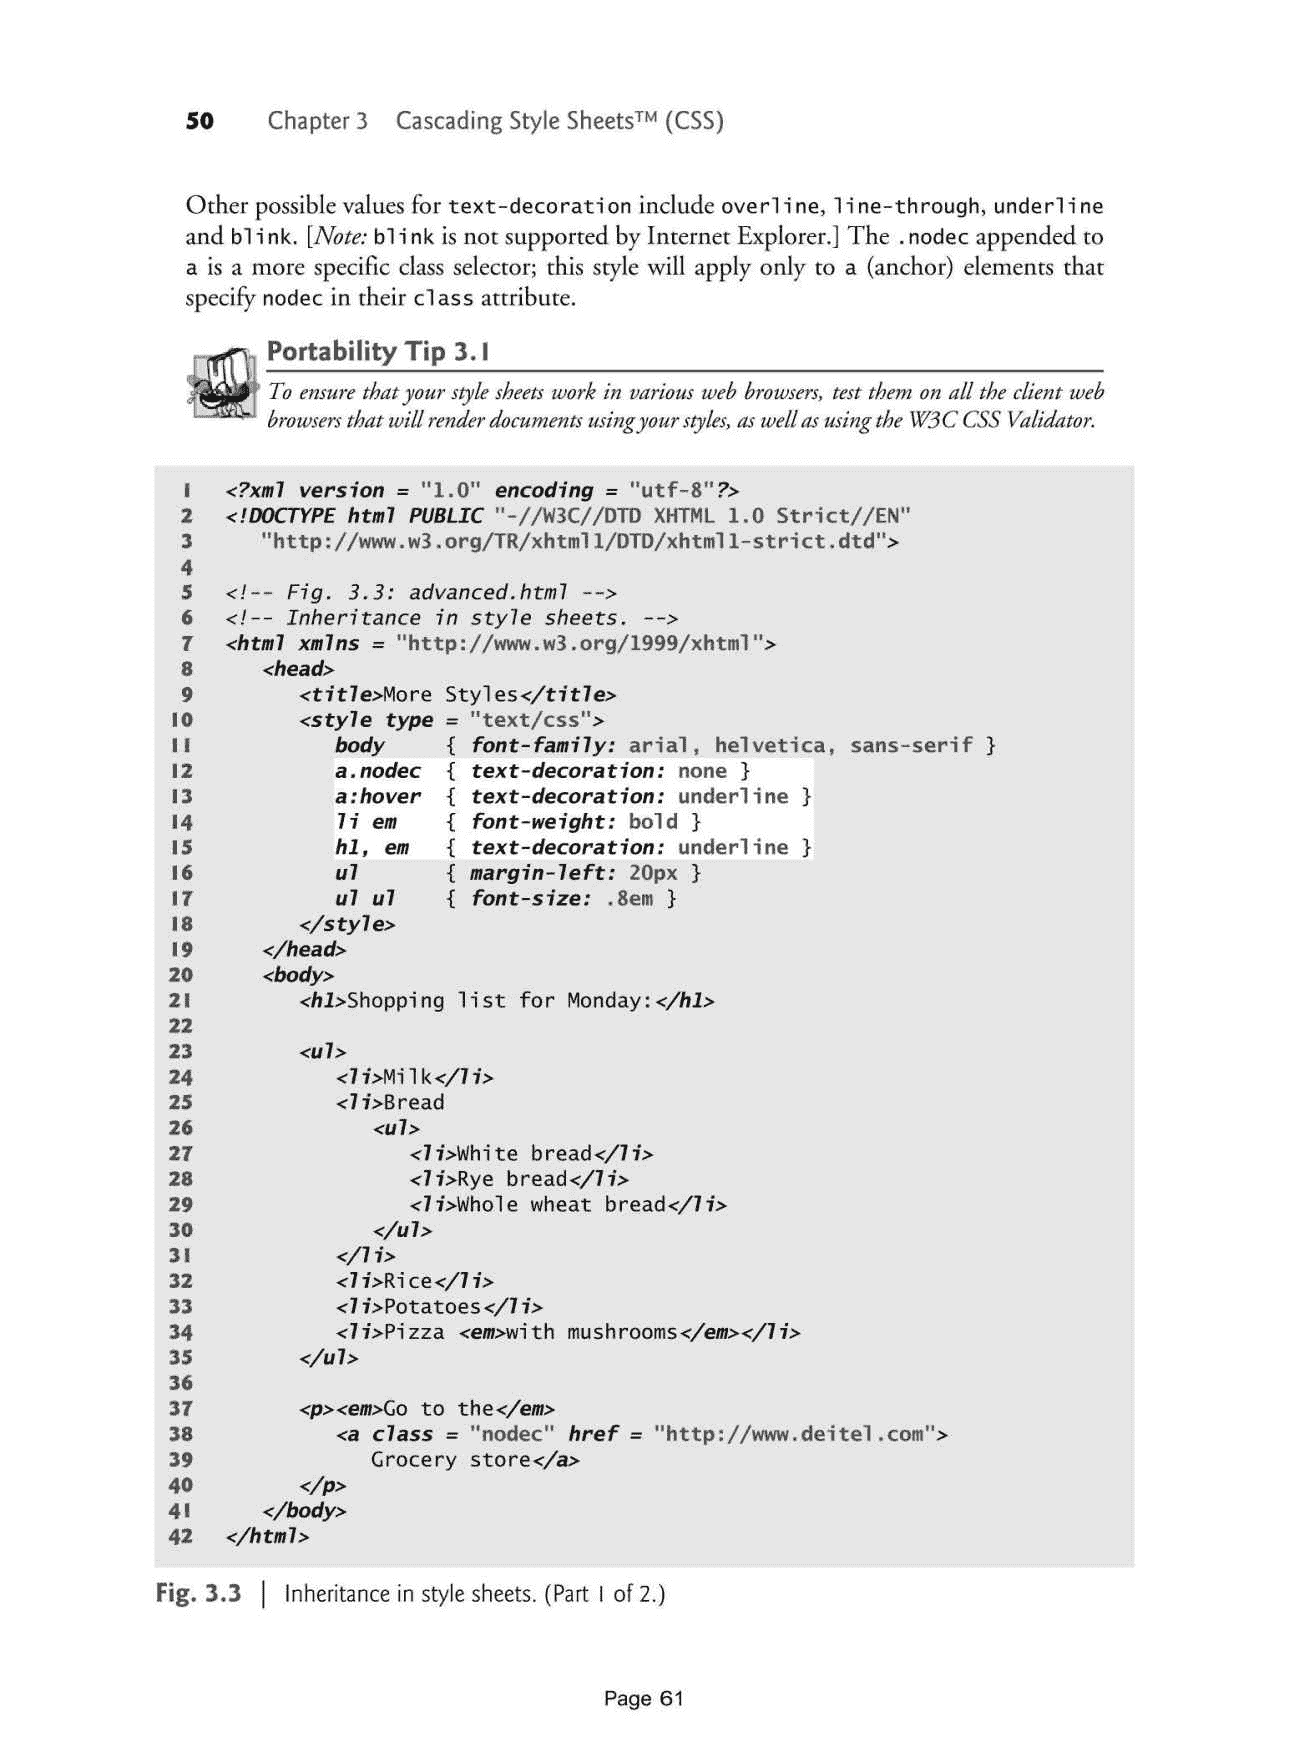 50 Chapter 3 Cascading Style Sheets™ (CSS)
Other possible values for text-decoration include overline, line-through, underline
and blink. [Note: blink is not supported by Internet Explorer.] The .nodec appended to
a is a more specific class selector; this style will apply only to a (anchor) elements that
specify nodec in their class attribute.
Portability Tip 3.1
To ensure that your style sheets work in various web browsers, test them on all the client web
browsers that will render documents using your styles, as well as using the W3C CSS Validator.
1 <?xml version = "1.0" encoding = "utf-8"?>
2 <!DOCTYPE html PUBLIC "-//W3C//DTD XHTML 1.0 Strict//EN"
3 "http://www.w3.org/TR/xhtml1/DTD/xhtml1-strict.dtd">
4
5 <!-- Fig. 3.3: advanced.html -->
6 <!-- Inheritance in style sheets. -->
7 <html xmlns = "http://www.w3.org/1999/xhtml">
8 <head>
9 <title>More Styles</title>
10 <style type = "text/css">
11 body { font-family: arial, helvetica, sans-serif }
12 a.nodec { text-decoration: none }
13 a:hover { text-decoration: underline }
14 li em { font-weight: bold }
15 h1, em { text-decoration: underline }
16 ul { margin-left: 20px }
17 ul ul { font-size: .8em }
18 </style>
19 </head>
20 <body>
21 <h1>Shopping list for Monday:</h1>
22
23 <ul>
24 <li>Milk</li>
25 <li>Bread
26 <ul>
27 <li>White bread</li>
28 <li>Rye bread</li>
29 <li>Whole wheat bread</li>
30 </ul>
31 </li>
32 <li>Rice</li>
33 <li>Potatoes</li>
34 <li>Pizza <em>with mushrooms</em></li>
35 </ul>
36
37 <p><em>Go to the</em>
38 <a class = "nodec" href = "http://www.deitel.com">
39 Grocery store</a>
40 </p>
41 </body>
42 </html>
Fig. 3.3 | Inheritance in style sheets. (Part 1 of 2.)
Page 61